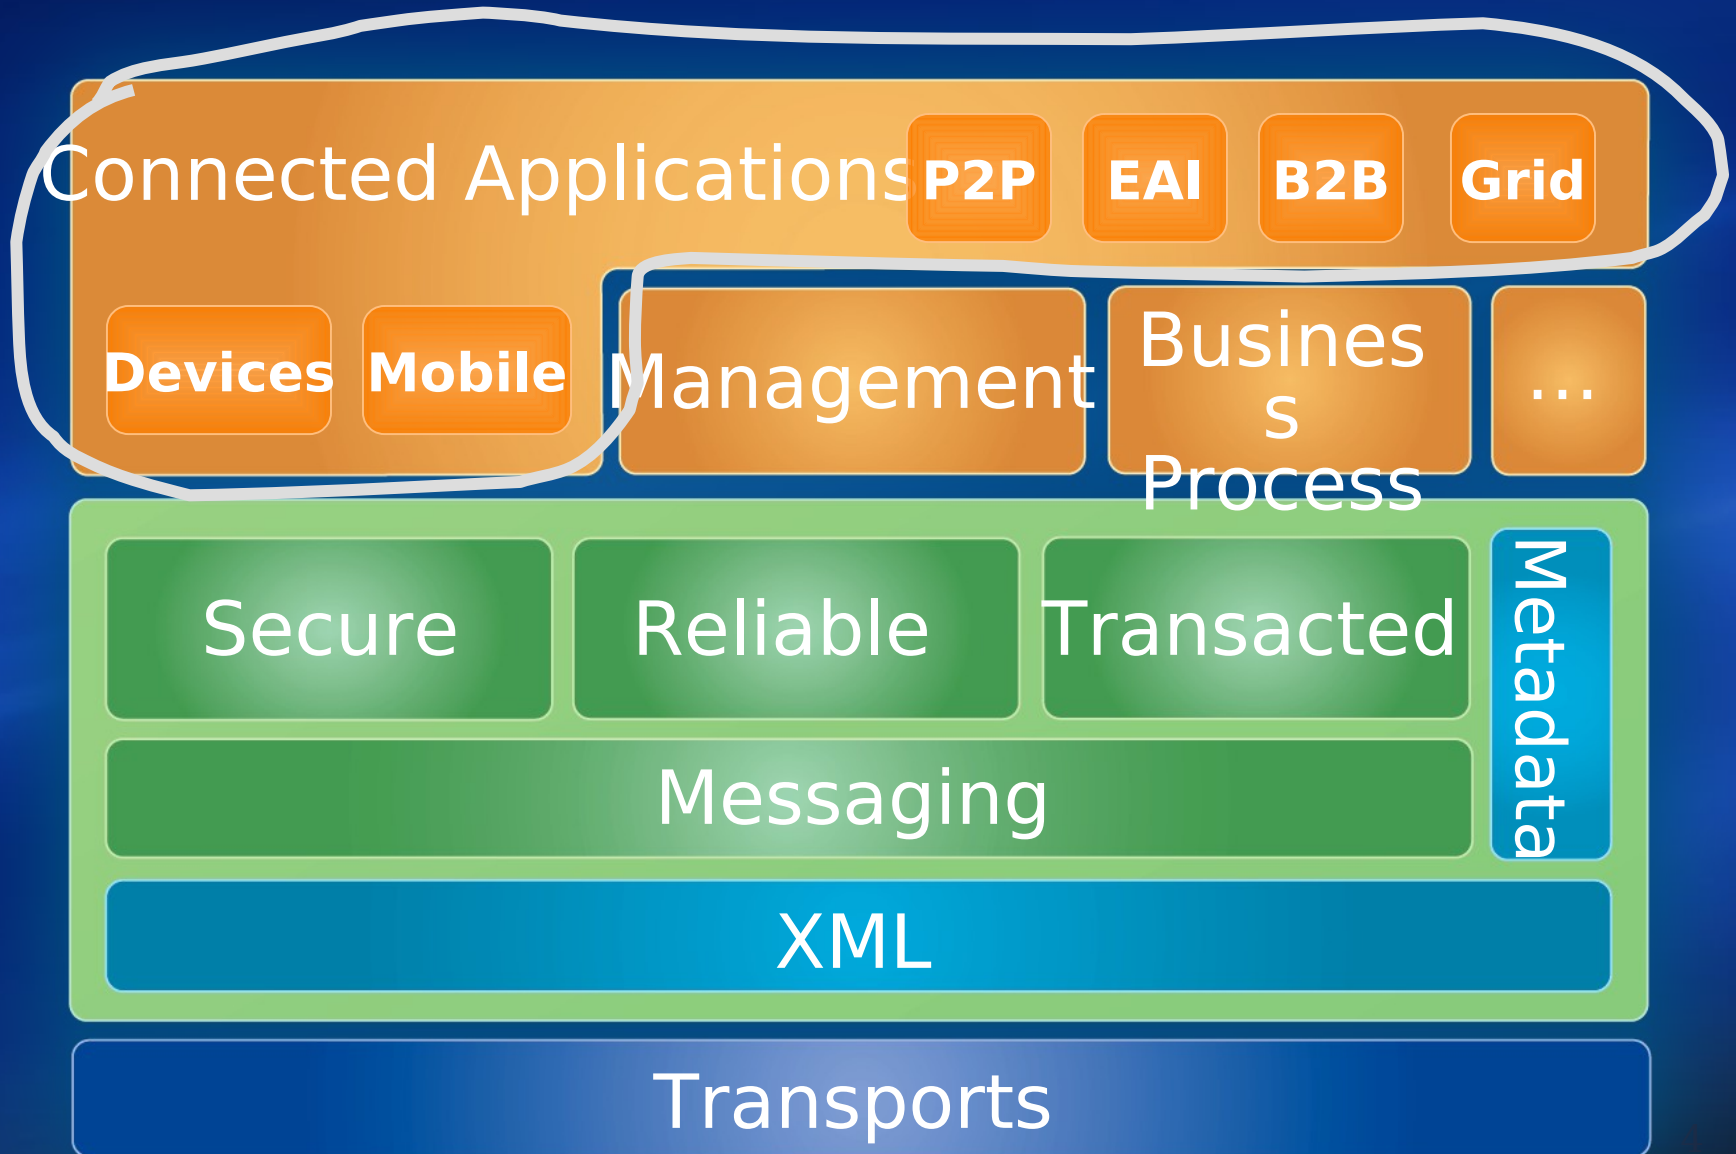 Connected Applications
P2P
EAI
B2B
Grid
Devices
Mobile
Management
Busines
s
Process
...
Secure
Reliable
Transacted
Metadata
Messaging
XML
Transports